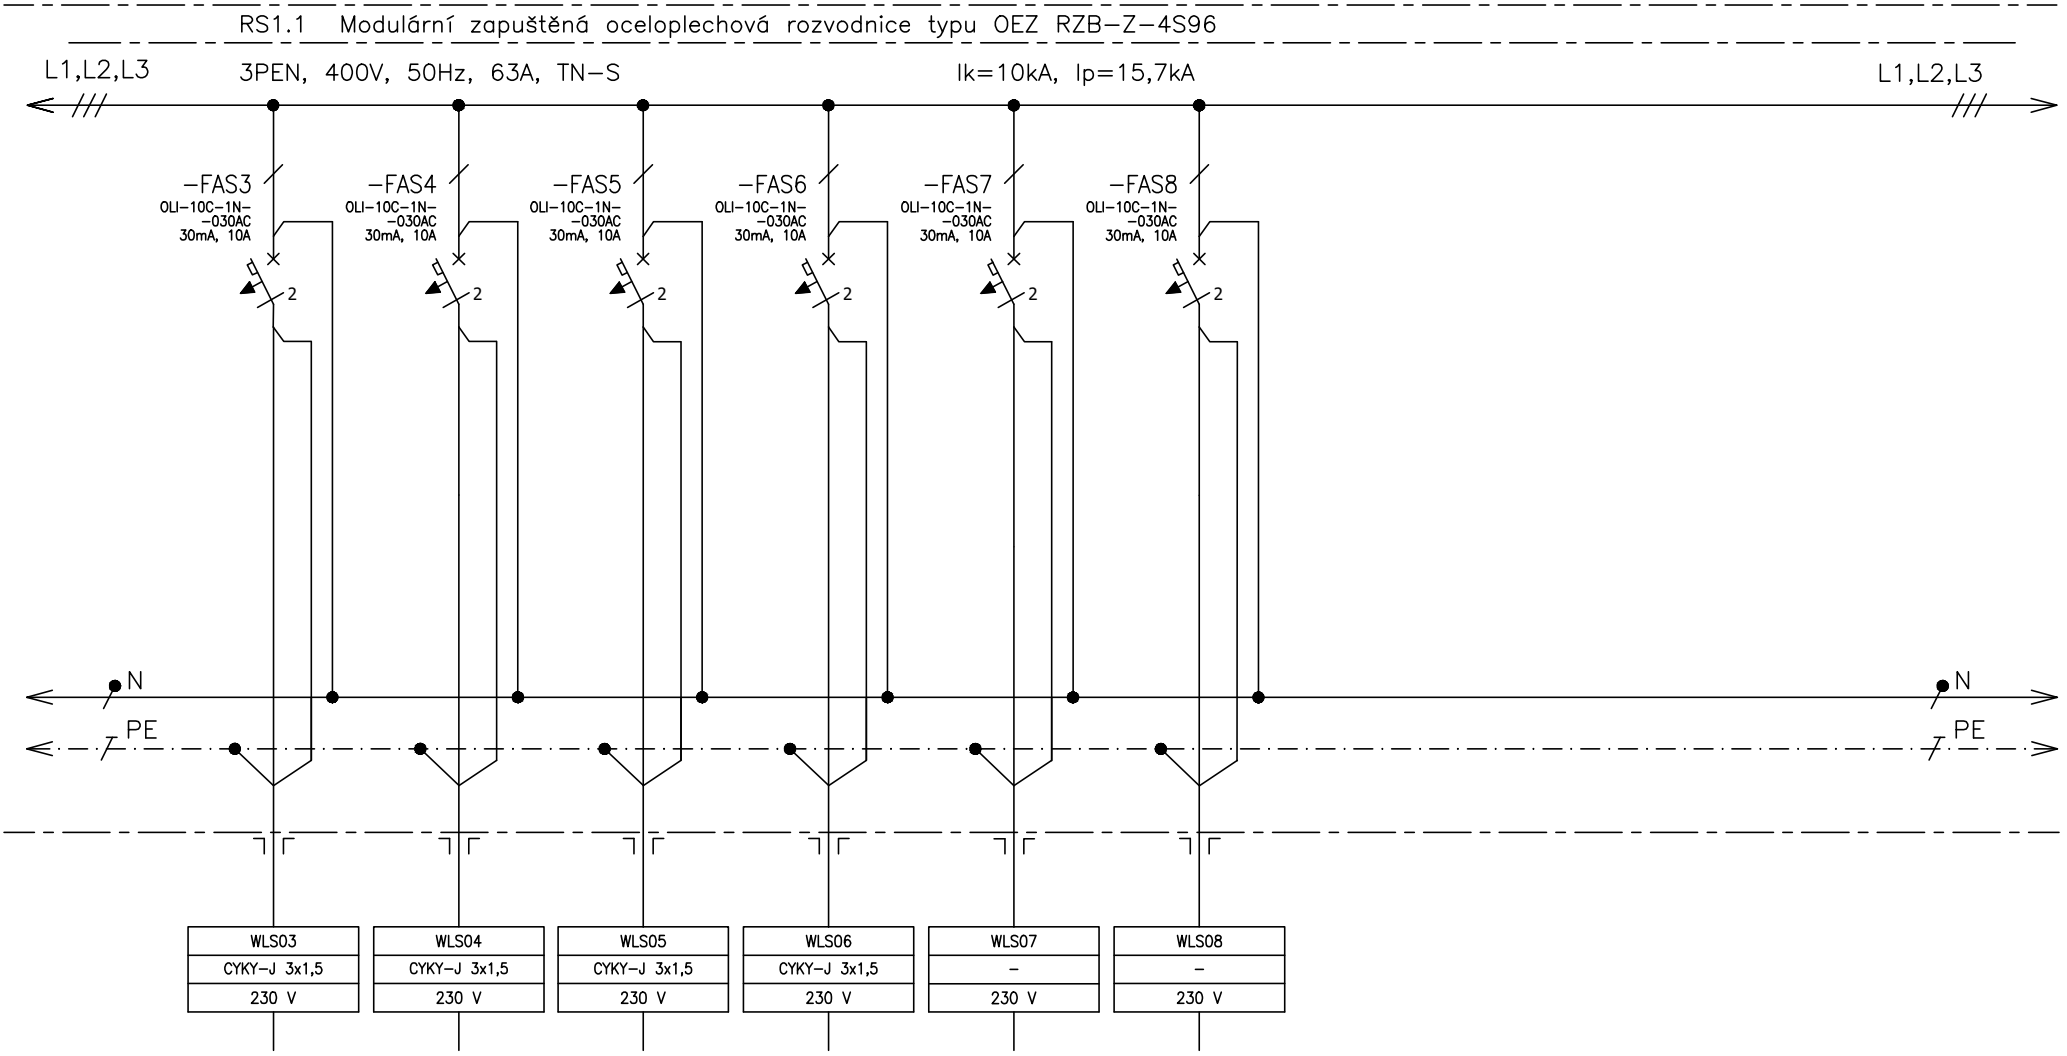 RS1.1 Modulární zapuštěná oceloplechová rozvodnice typu OEZ RZB-Z-4S96
L1,L2,L3 3PEN, 400V, 50Hz, 63A, TN-S Ik=10kA, Ip=15,7kA L1,L2,L3
-FAS3
OLI-10C-1N-
-030AC
30mA, 10A
2
-FAS4
OLI-10C-1N-
-030AC
30mA, 10A
2
-FAS5
OLI-10C-1N-
-030AC
30mA, 10A
2
-FAS6
OLI-10C-1N-
-030AC
30mA, 10A
2
-FAS7
OLI-10C-1N-
-030AC
30mA, 10A
2
-FAS8
OLI-10C-1N-
-030AC
30mA, 10A
2
N N
PE PE
WLS03
CYKY-J 3x1,5
230 V
WLS04
CYKY-J 3x1,5
230 V
WLS05
CYKY-J 3x1,5
230 V
WLS06
CYKY-J 3x1,5
230 V
WLS07
-
230 V
WLS08
-
230 V